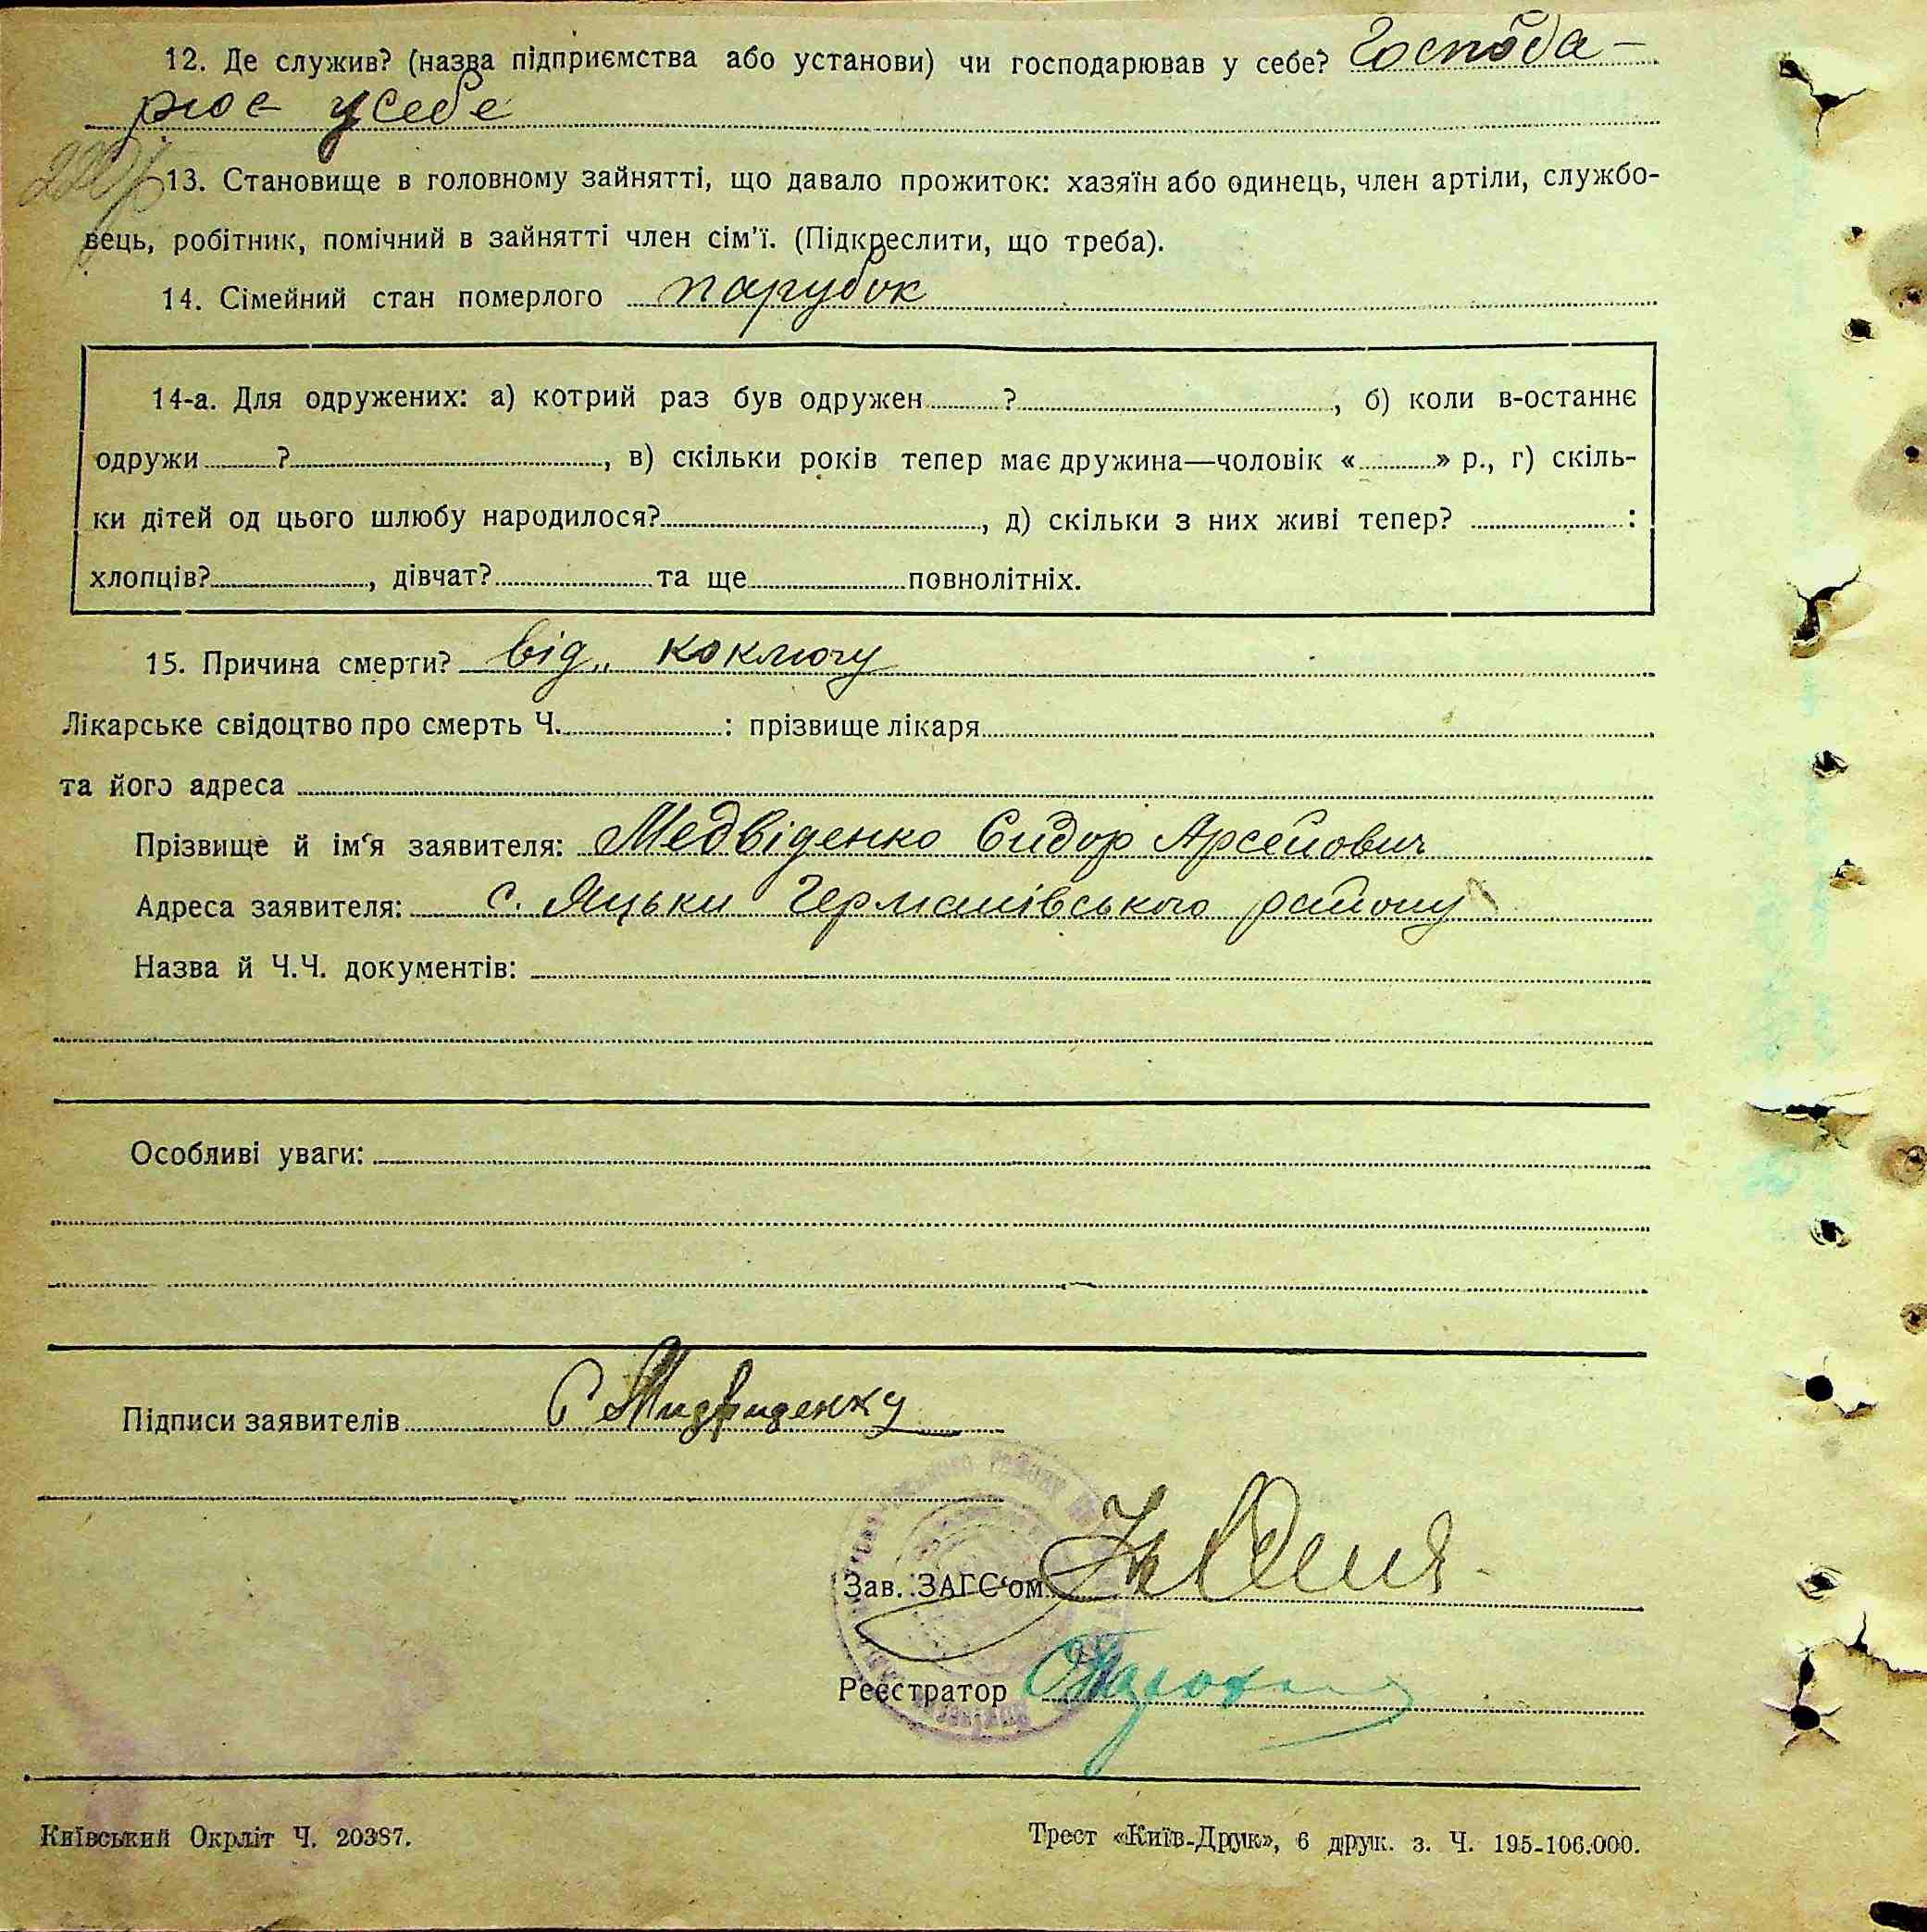 12. Де служив? (назва підприємства або установи) чи господарював у себе? Господа-
рює усебе
13. Становище в головному зайнятті, що давало прожиток: хазяїн або одинець, член артіли, службо-
вець, робітник, помічний в зайнятті член сім'ї. (Підкреслити, що треба).
14. Сімейний стан померлого парубок
14-а. Для одружених: а) котрий раз був одружен ? , б) коли в-останнє
одружи ? , в) скільки років тепер має дружина—чоловік « » р., г) скіль-
ки дітей од цього шлюбу народилося? , д) скільки з них живі тепер? :
хлопців? , дівчат? та ще повнолітніх.
15. Причина смерти? від коключу
Лікарське свідоцтво про смерть Ч. : прізвище лікаря
та його адреса
Прізвище й ім'я заявителя: Медвіденко Сидор Арсенович
Адреса заявителя: с. Яцьки Германівського району
Назва й Ч.Ч. документів:
Особливі уваги:
Підписи заявителів С Мидвиденку
Зав. ЗАГС'ом
Реєстратор
Київський Окрліт Ч. 20387.
Трест «Київ-Друк», 6 друк. з. Ч. 195-106.000.